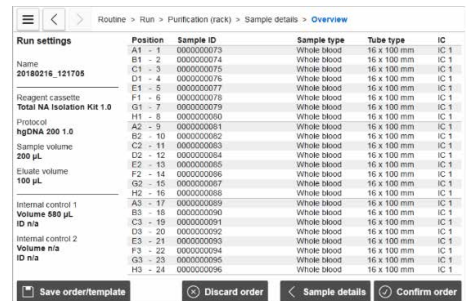 Routine > Run > Purification (rack) > Sample details > Overview
Run settings
Name
20180216_121705
Reagent cassette
Total NA Isolation Kit 1.0
Protocol
hgDNA 200 1.0
Sample volume
200 µL
Eluate volume
100 µL
Internal control 1
Volume 580 µL
ID n/a
Internal control 2
Volume n/a
ID n/a
Position Sample ID Sample type Tube type IC
A1 - 1 0000000073 Whole blood 16 x 100 mm IC 1
B1 - 2 0000000074 Whole blood 16 x 100 mm IC 1
C1 - 3 0000000075 Whole blood 16 x 100 mm IC 1
D1 - 4 0000000076 Whole blood 16 x 100 mm IC 1
E1 - 5 0000000077 Whole blood 16 x 100 mm IC 1
F1 - 6 0000000078 Whole blood 16 x 100 mm IC 1
G1 - 7 0000000079 Whole blood 16 x 100 mm IC 1
H1 - 8 0000000080 Whole blood 16 x 100 mm IC 1
A2 - 9 0000000081 Whole blood 16 x 100 mm IC 1
B2 - 10 0000000082 Whole blood 16 x 100 mm IC 1
C2 - 11 0000000083 Whole blood 16 x 100 mm IC 1
D2 - 12 0000000084 Whole blood 16 x 100 mm IC 1
E2 - 13 0000000085 Whole blood 16 x 100 mm IC 1
F2 - 14 0000000086 Whole blood 16 x 100 mm IC 1
G2 - 15 0000000087 Whole blood 16 x 100 mm IC 1
H2 - 16 0000000088 Whole blood 16 x 100 mm IC 1
A3 - 17 0000000089 Whole blood 16 x 100 mm IC 1
B3 - 18 0000000090 Whole blood 16 x 100 mm IC 1
C3 - 19 0000000091 Whole blood 16 x 100 mm IC 1
D3 - 20 0000000092 Whole blood 16 x 100 mm IC 1
E3 - 21 0000000093 Whole blood 16 x 100 mm IC 1
F3 - 22 0000000094 Whole blood 16 x 100 mm IC 1
G3 - 23 0000000095 Whole blood 16 x 100 mm IC 1
H3 - 24 0000000096 Whole blood 16 x 100 mm IC 1
Save order/template
Discard order
Sample details
Confirm order